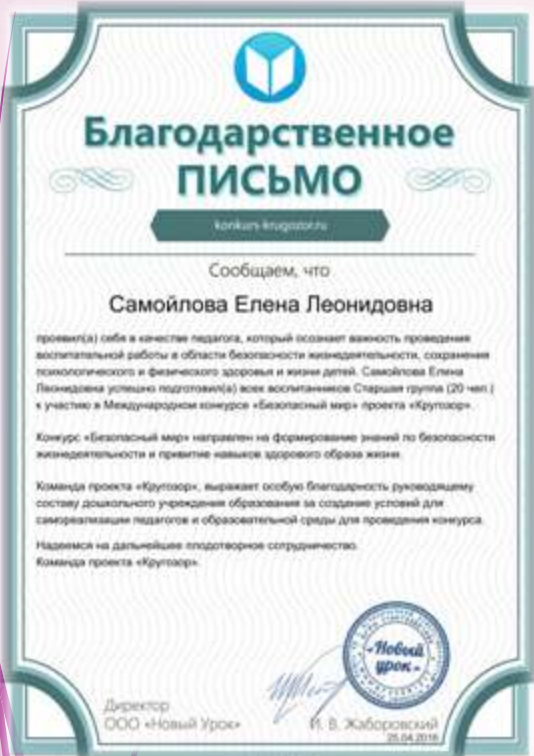 Благодарственное
ПИСЬМО
konkurs-krugozor.ru
Сообщаем, что
Самойлова Елена Леонидовна
проявил(а) себя в качестве педагога, который осознает важность проведения
воспитательной работы в области безопасности жизнедеятельности, сохранения
психологического и физического здоровья и жизни детей. Самойлова Елена
Леонидовна успешно подготовил(а) всех воспитанников Старшая группа (20 чел.)
к участию в Международном конкурсе «Безопасный мир» проекта «Кругозор».
Конкурс «Безопасный мир» направлен на формирование знаний по безопасности
жизнедеятельности и привитие навыков здорового образа жизни.
Команда проекта «Кругозор», выражает особую благодарность руководящему
составу дошкольного учреждения образования за создание условий для
самореализации педагогов и образовательной среды для проведения конкурса.
Надеемся на дальнейшее плодотворное сотрудничество.
Команда проекта «Кругозор».
«Новый
урок»
Директор
ООО «Новый Урок»
И. В. Жаборовский
25.04.2016